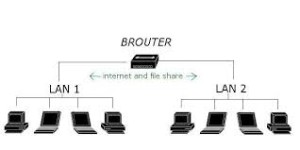 BROUTER
internet and file share
LAN 1
LAN 2